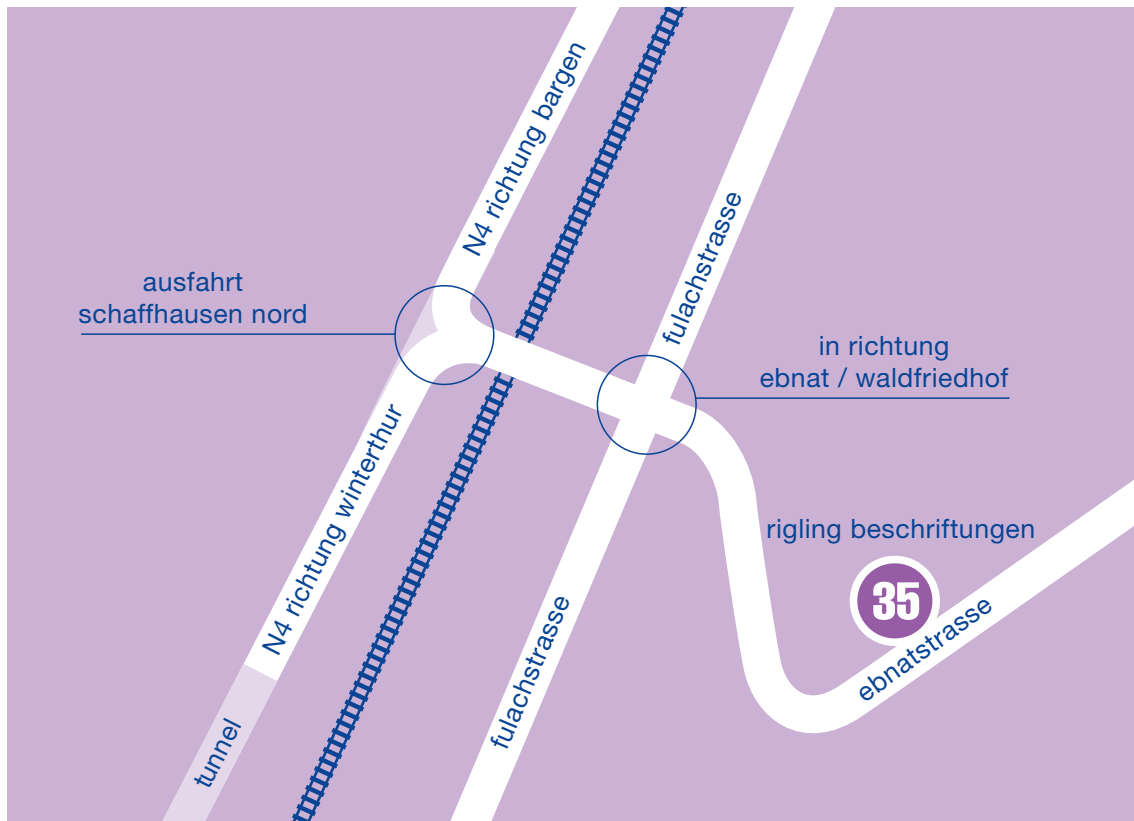 N4 richtung bargen
fulachstrasse
ausfahrt
schaffhausen nord
in richtung
ebnat / waldfriedhof
N4 richtung winterthur
rigling beschriftungen
35
ebnatstrasse
fulachstrasse
tunnel